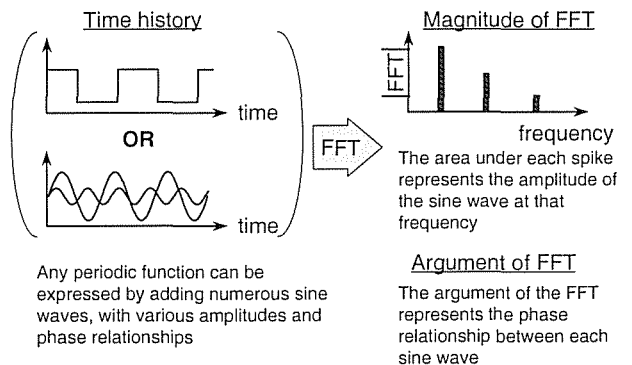 Time history
time
OR
time
Any periodic function can be
expressed by adding numerous sine
waves, with various amplitudes and
phase relationships
FFT
Magnitude of FFT
|FFT|
frequency
The area under each spike
represents the amplitude of
the sine wave at that
frequency
Argument of FFT
The argument of the FFT
represents the phase
relationship between each
sine wave